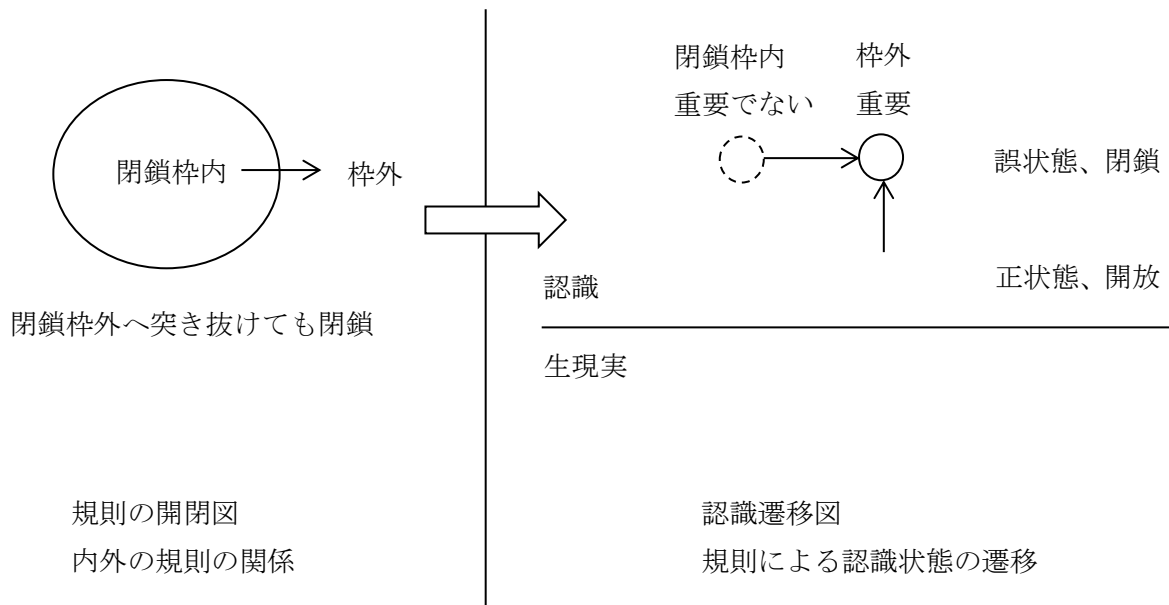 閉鎖枠内
枠外
閉鎖枠外へ突き抜けても閉鎖
規則の開閉図
内外の規則の関係
閉鎖枠内
重要でない
枠外
重要
誤状態、閉鎖
正状態、開放
認識
生現実
認識遷移図
規則による認識状態の遷移